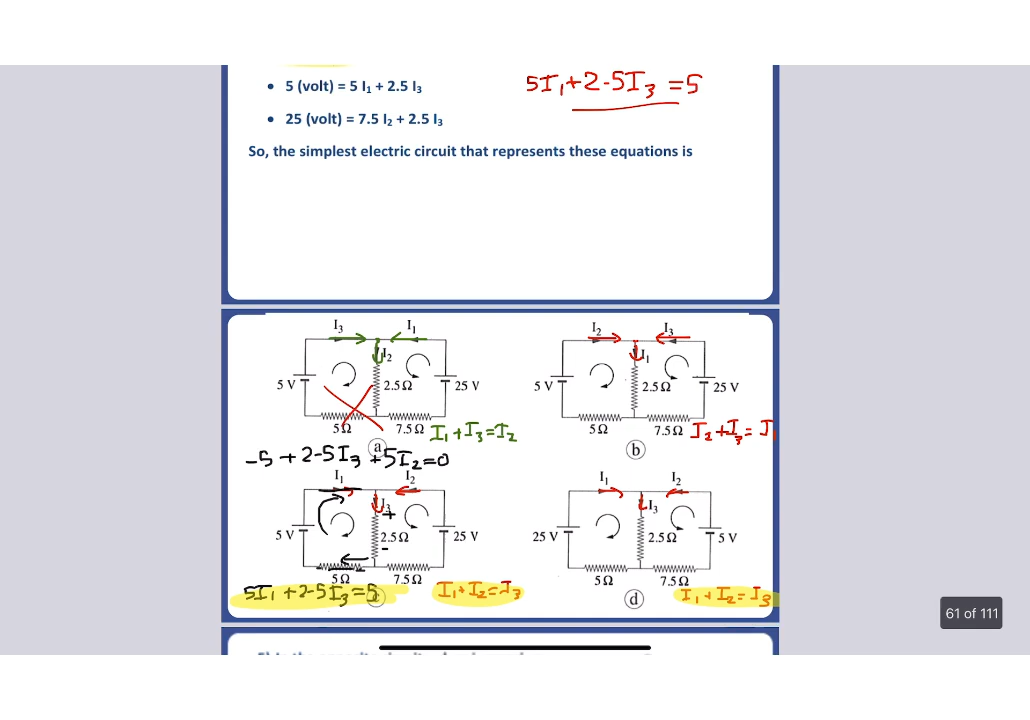 5I₁+2-5I₃ =5
• 5 (volt) = 5 I₁ + 2.5 I₃
• 25 (volt) = 7.5 I₂ + 2.5 I₃
So, the simplest electric circuit that represents these equations is
I₃ I₁
I₂
5 V 2.5 Ω 25 V
5 Ω 7.5 Ω
I₁ + I₃ = I₂
a
I₂ I₃
I₁
5 V 2.5 Ω 25 V
5 Ω 7.5 Ω
I₂ + I₃ = I₁
b
-5 + 2-5I₃ +5I₂=0
I₁ I₂
I₃
+
5 V 2.5 Ω 25 V
-
5 Ω 7.5 Ω
5I₁ +2-5I₃=5
I₁+I₂=I₃
c
I₁ I₂
I₃
25 V 2.5 Ω 5 V
5 Ω 7.5 Ω
I₁ + I₂ = I₃
d
61 of 111